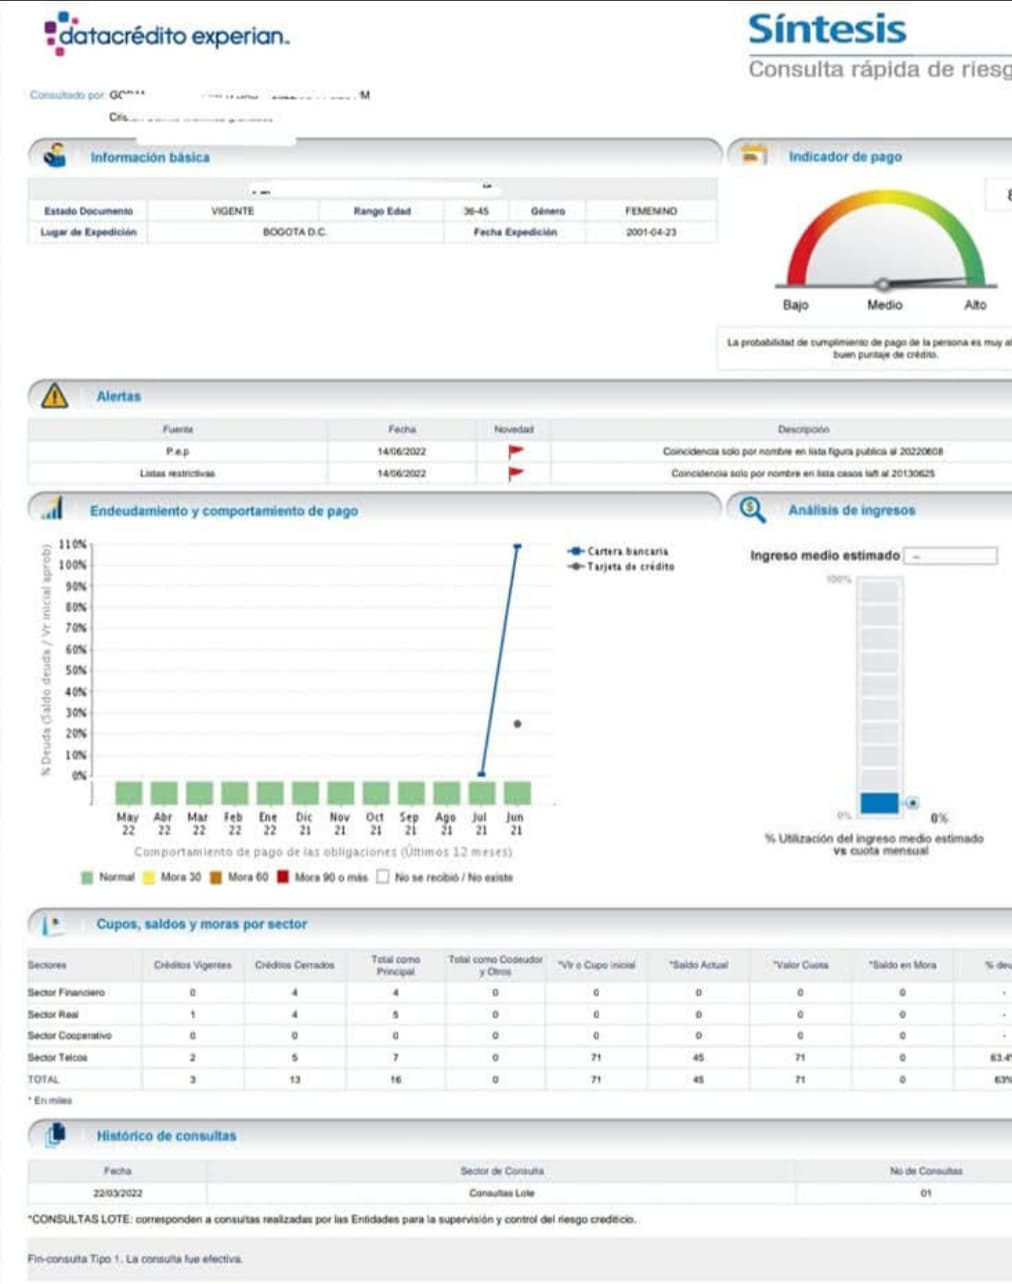 datacrédito experian.
Síntesis
Consulta rápida de riesg
Consultado por:
M
Información básica
Indicador de pago
Estado Documento VIGENTE Rango Edad 36-45 Género FEMENINO
Lugar de Expedición BOGOTA D.C. Fecha Expedición 2001-04-23
Bajo Medio Alto
La probabilidad de cumplimiento de pago de la persona es muy al
buen puntaje de crédito.
Alertas
Fuente Fecha Novedad Descripción
P.e.p 14/06/2022 Coincidencia solo por nombre en lista figura publica al 20220608
Listas restrictivas 14/06/2022 Coincidencia solo por nombre en lista casos laft al 20130625
Endeudamiento y comportamiento de pago
Análisis de ingresos
% Deuda (Saldo deuda / Vr inicial aprob)
110%
100%
90%
80%
70%
60%
50%
40%
30%
20%
10%
0%
Cartera bancaria
Tarjeta de crédito
May 22 Abr 22 Mar 22 Feb 22 Ene 22 Dic 21 Nov 21 Oct 21 Sep 21 Ago 21 Jul 21 Jun 21
Comportamiento de pago de las obligaciones (Últimos 12 meses)
Normal Mora 30 Mora 60 Mora 90 o más No se recibió / No existe
Ingreso medio estimado --
100%
0% 0%
% Utilización del ingreso medio estimado
vs cuota mensual
Cupos, saldos y moras por sector
Sectores Créditos Vigentes Créditos Cerrados Total como Principal Total como Codeudor y Otros *Vlr o Cupo inicial *Saldo Actual *Valor Cuota *Saldo en Mora % deu
Sector Financiero 0 4 4 0 0 0 0 0 -
Sector Real 1 4 5 0 0 0 0 0 -
Sector Cooperativo 0 0 0 0 0 0 0 0 -
Sector Telcos 2 5 7 0 71 45 71 0 63.4
TOTAL 3 13 16 0 71 45 71 0 63%
* En miles
Histórico de consultas
Fecha Sector de Consulta No de Consultas
22/03/2022 Consultas Lote 01
*CONSULTAS LOTE: corresponden a consultas realizadas por las Entidades para la supervisión y control del riesgo crediticio.
Fin-consulta Tipo 1. La consulta fue efectiva.